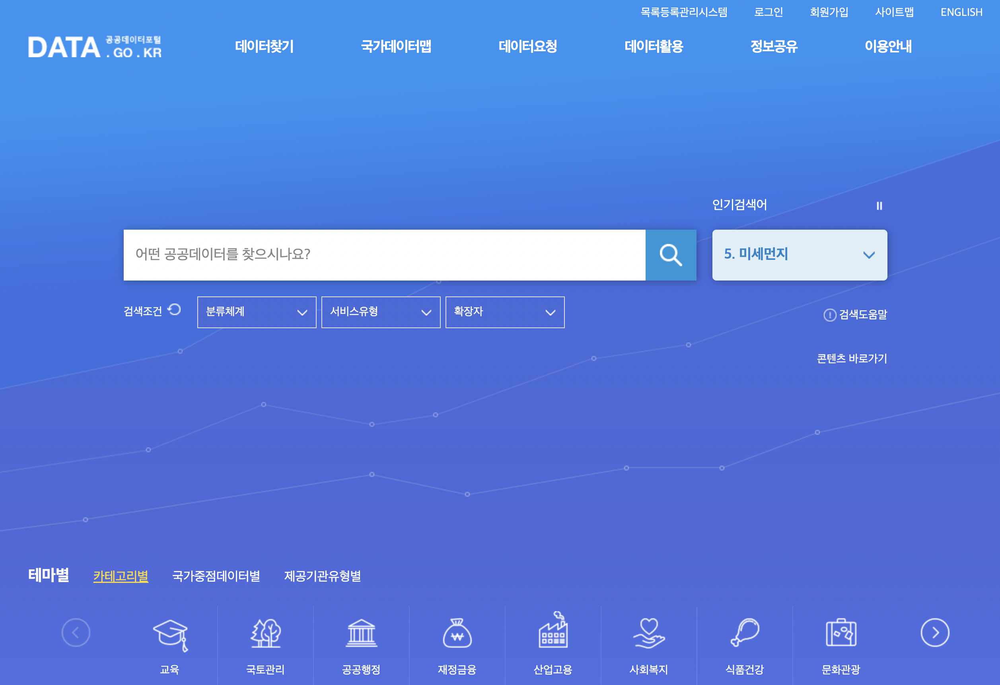 목록등록관리시스템 로그인 회원가입 사이트맵 ENGLISH
DATA 공공데이터포털 .GO.KR
데이터찾기 국가데이터맵 데이터요청 데이터활용 정보공유 이용안내
인기검색어
어떤 공공데이터를 찾으시나요?
5. 미세먼지
검색조건 분류체계 서비스유형 확장자
검색도움말
콘텐츠 바로가기
테마별 카테고리별 국가중점데이터별 제공기관유형별
교육 국토관리 공공행정 재정금융 산업고용 사회복지 식품건강 문화관광